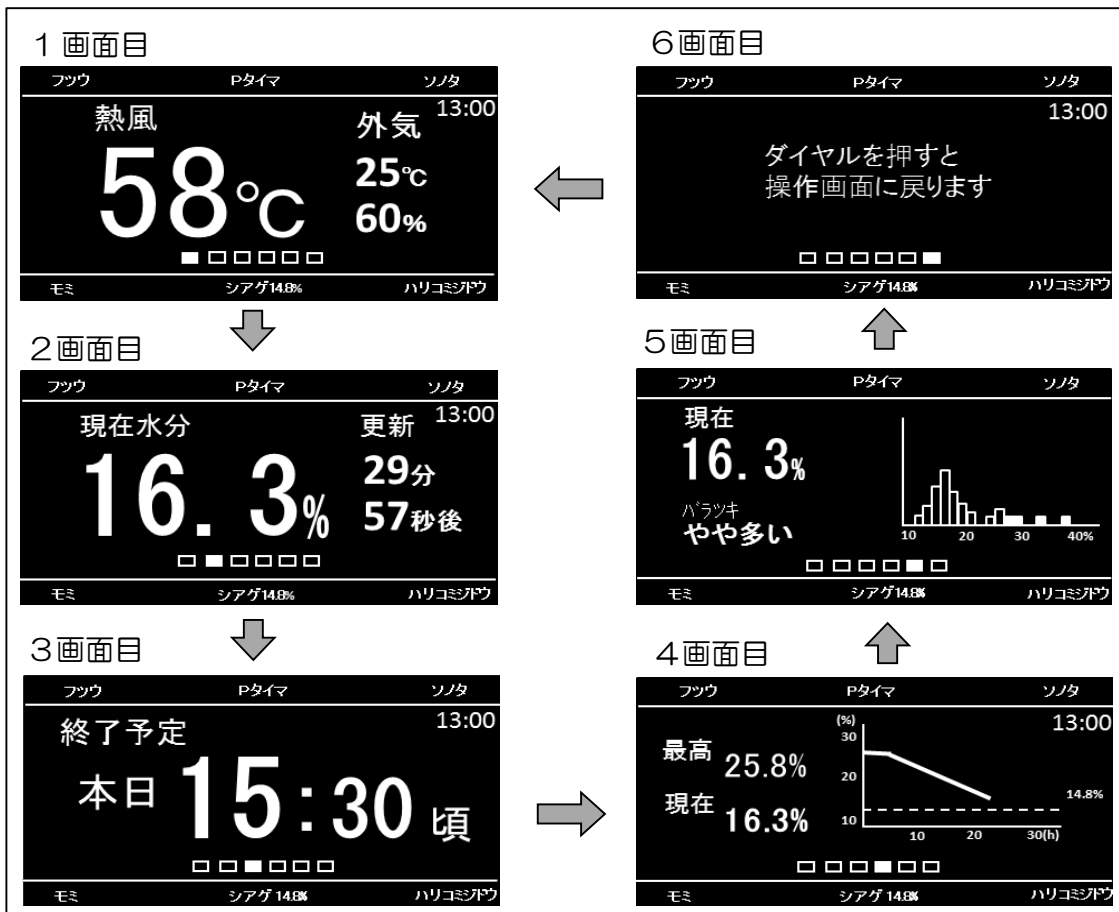 １画面目
フツウ Pタイマ ソノタ
13:00
熱風 外気
58℃
25℃
60%
モミ シアゲ14.8% ハリコミジドウ
２画面目
フツウ Pタイマ ソノタ
13:00
現在水分 更新
16.3%
29分
57秒後
モミ シアゲ14.8% ハリコミジドウ
３画面目
フツウ Pタイマ ソノタ
13:00
終了予定
本日 15:30 頃
モミ シアゲ14.8% ハリコミジドウ
４画面目
フツウ Pタイマ ソノタ
13:00
最高 25.8%
現在 16.3%
(%)
30
20
10
14.8%
10 20 30(h)
モミ シアゲ14.8% ハリコミジドウ
５画面目
フツウ Pタイマ ソノタ
現在
16.3%
バラツキ
やや多い
10 20 30 40%
モミ シアゲ14.8% ハリコミジドウ
６画面目
フツウ Pタイマ ソノタ
13:00
ダイヤルを押すと
操作画面に戻ります
モミ シアゲ14.8% ハリコミジドウ